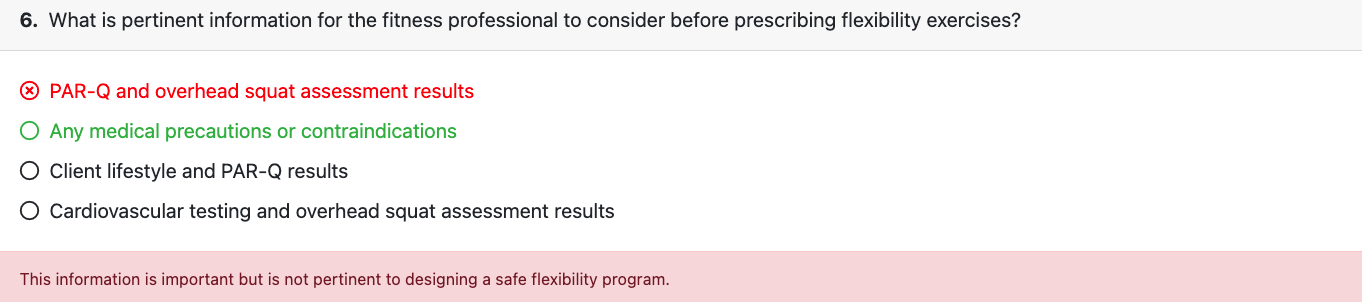 6. What is pertinent information for the fitness professional to consider before prescribing flexibility exercises?
PAR-Q and overhead squat assessment results
Any medical precautions or contraindications
Client lifestyle and PAR-Q results
Cardiovascular testing and overhead squat assessment results
This information is important but is not pertinent to designing a safe flexibility program.